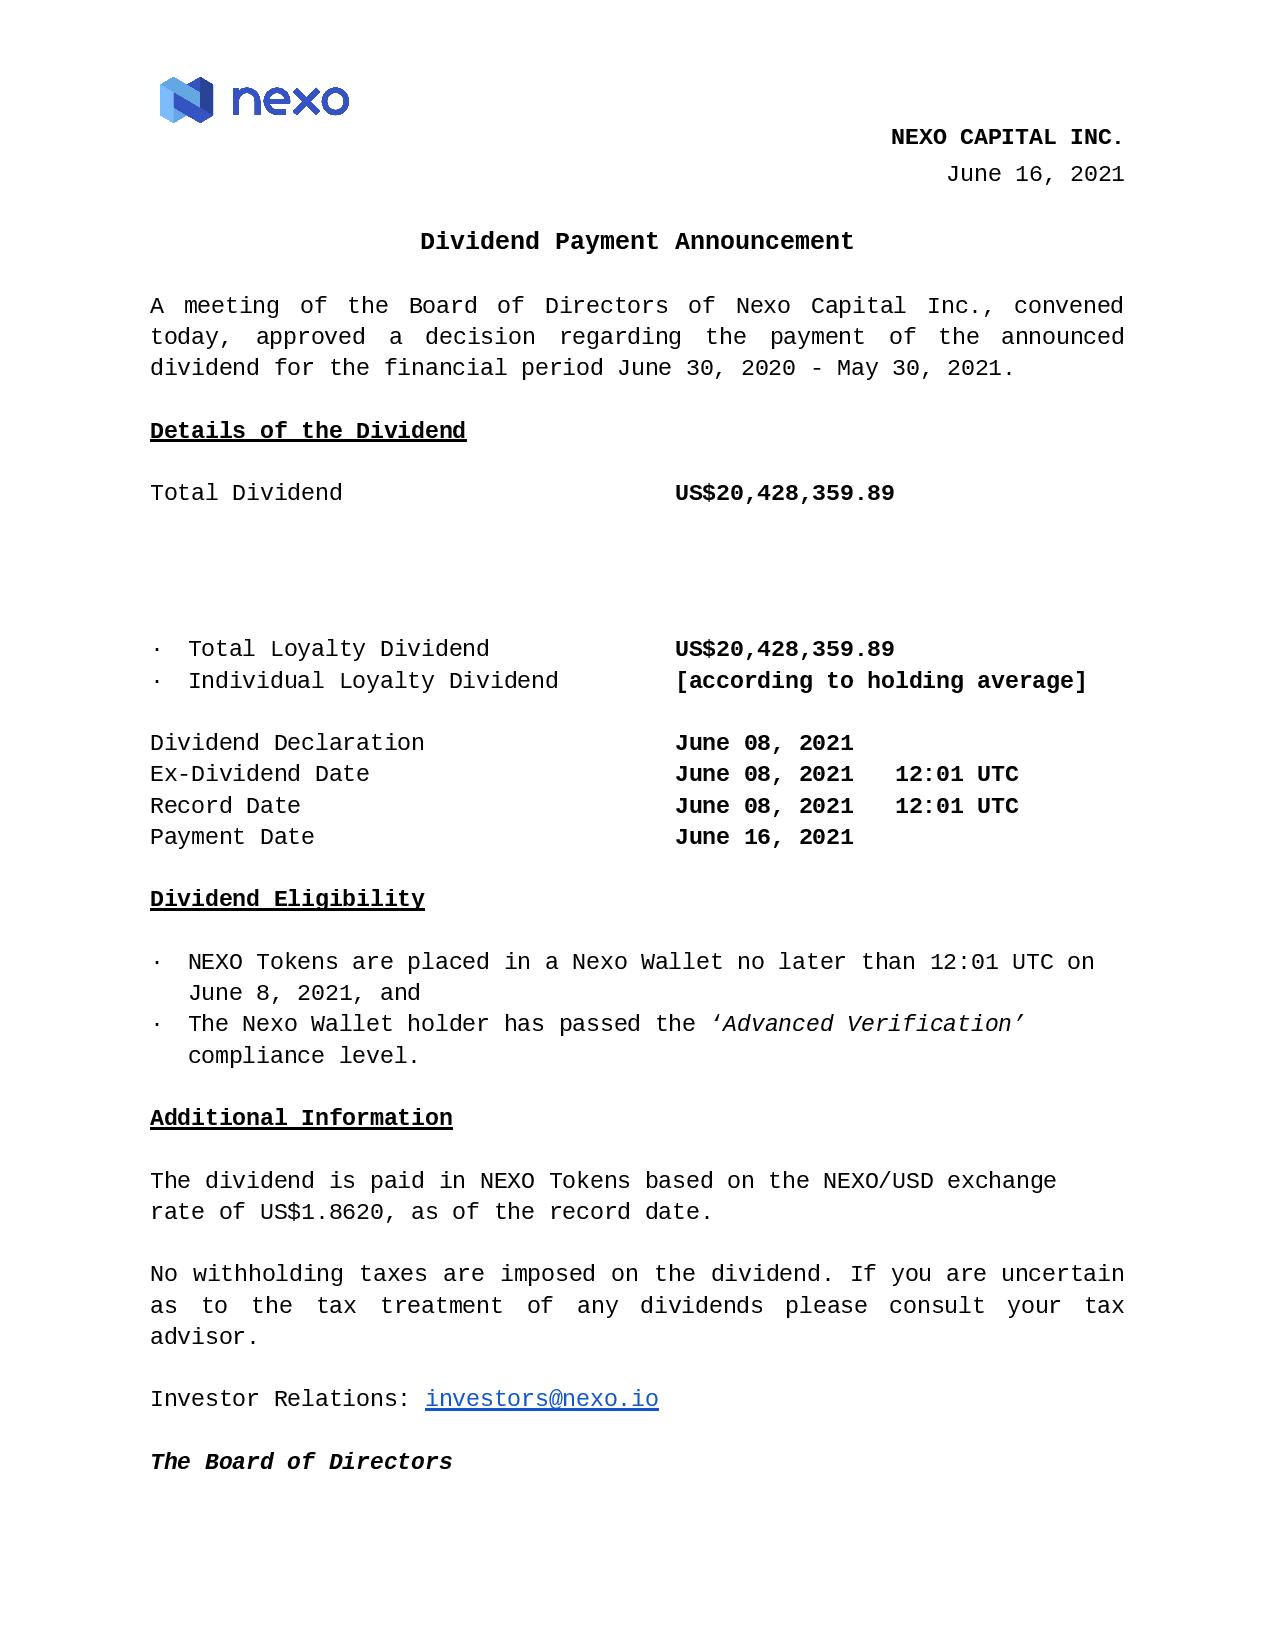 nexo
NEXO CAPITAL INC.
June 16, 2021
Dividend Payment Announcement
A meeting of the Board of Directors of Nexo Capital Inc., convened
today, approved a decision regarding the payment of the announced
dividend for the financial period June 30, 2020 - May 30, 2021.
Details of the Dividend
Total Dividend US$20,428,359.89
· Total Loyalty Dividend US$20,428,359.89
· Individual Loyalty Dividend [according to holding average]
Dividend Declaration June 08, 2021
Ex-Dividend Date June 08, 2021 12:01 UTC
Record Date June 08, 2021 12:01 UTC
Payment Date June 16, 2021
Dividend Eligibility
· NEXO Tokens are placed in a Nexo Wallet no later than 12:01 UTC on
June 8, 2021, and
· The Nexo Wallet holder has passed the ‘Advanced Verification’
compliance level.
Additional Information
The dividend is paid in NEXO Tokens based on the NEXO/USD exchange
rate of US$1.8620, as of the record date.
No withholding taxes are imposed on the dividend. If you are uncertain
as to the tax treatment of any dividends please consult your tax
advisor.
Investor Relations: investors@nexo.io
The Board of Directors